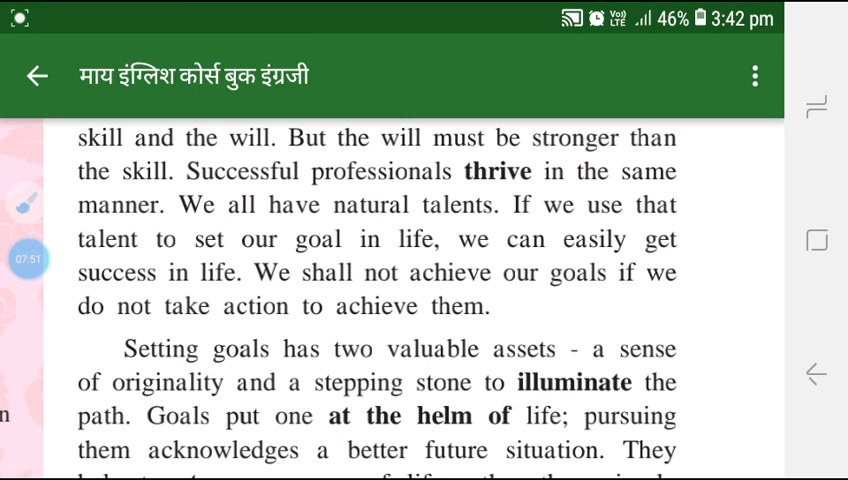 46% 3:42 pm
माय इंग्लिश कोर्स बुक इंग्रजी
skill and the will. But the will must be stronger than
the skill. Successful professionals thrive in the same
manner. We all have natural talents. If we use that
talent to set our goal in life, we can easily get
success in life. We shall not achieve our goals if we
do not take action to achieve them.
Setting goals has two valuable assets - a sense
of originality and a stepping stone to illuminate the
path. Goals put one at the helm of life; pursuing
them acknowledges a better future situation. They
07:51
n